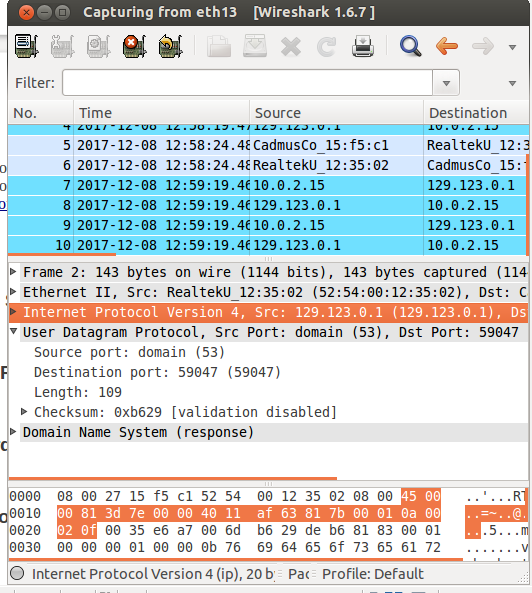 Capturing from eth13 [Wireshark 1.6.7 ]
Filter:
No. Time Source Destination
4 2017-12-08 12:58:19.47 129.123.0.1 10.0.2.15
5 2017-12-08 12:58:24.48 CadmusCo_15:f5:c1 RealtekU_12:3
6 2017-12-08 12:58:24.48 RealtekU_12:35:02 CadmusCo_15:f
7 2017-12-08 12:59:19.46 10.0.2.15 129.123.0.1
8 2017-12-08 12:59:19.46 129.123.0.1 10.0.2.15
9 2017-12-08 12:59:19.46 10.0.2.15 129.123.0.1
10 2017-12-08 12:59:19.46 129.123.0.1 10.0.2.15
Frame 2: 143 bytes on wire (1144 bits), 143 bytes captured (114
Ethernet II, Src: RealtekU_12:35:02 (52:54:00:12:35:02), Dst: C
Internet Protocol Version 4, Src: 129.123.0.1 (129.123.0.1), Ds
User Datagram Protocol, Src Port: domain (53), Dst Port: 59047
Source port: domain (53)
Destination port: 59047 (59047)
Length: 109
Checksum: 0xb629 [validation disabled]
Domain Name System (response)
0000 08 00 27 15 f5 c1 52 54 00 12 35 02 08 00 45 00 ..'...RT
0010 00 81 3d 7e 00 00 40 11 af 63 81 7b 00 01 0a 00 ..=~..@.
0020 02 0f 00 35 e6 a7 00 6d b6 29 de b6 81 83 00 01 ...5...m
0030 00 00 00 01 00 00 0b 76 69 64 65 6f 73 65 61 72 .......v
Internet Protocol Version 4 (ip), 20 by Pac Profile: Default